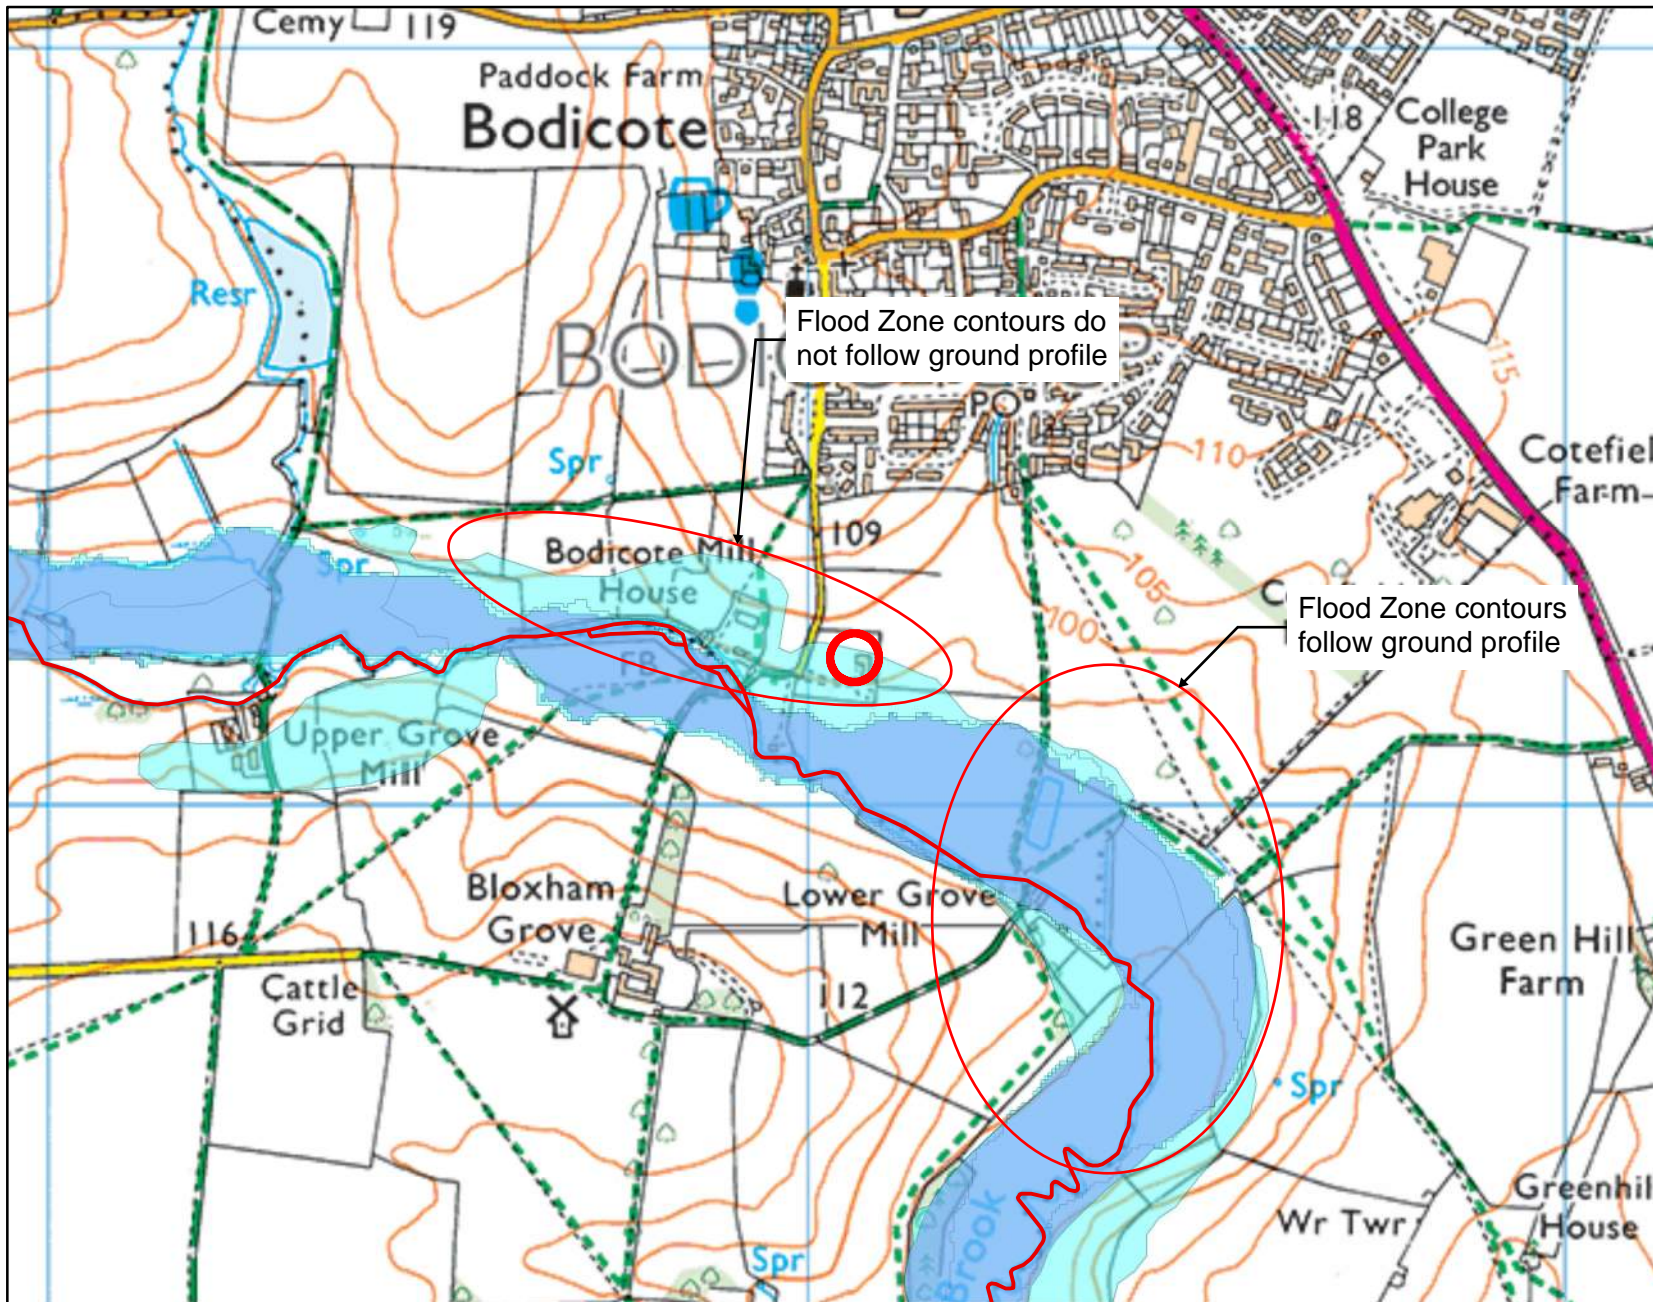 Cemy
119
Paddock Farm
Bodicote
118
College
Park
House
Resr
Flood Zone contours do
not follow ground profile
115
PO
110
Cotefiel
Farm
Spr
109
Bodicote Mill
House
105
Spr
100
Flood Zone contours
follow ground profile
FB
Upper Grove
Mill
Bloxham
Grove
Lower Grove
Mill
116
Green Hill
Farm
Cattle
Grid
112
Spr
Greenhil
House
Wr Twr
Brook
Spr